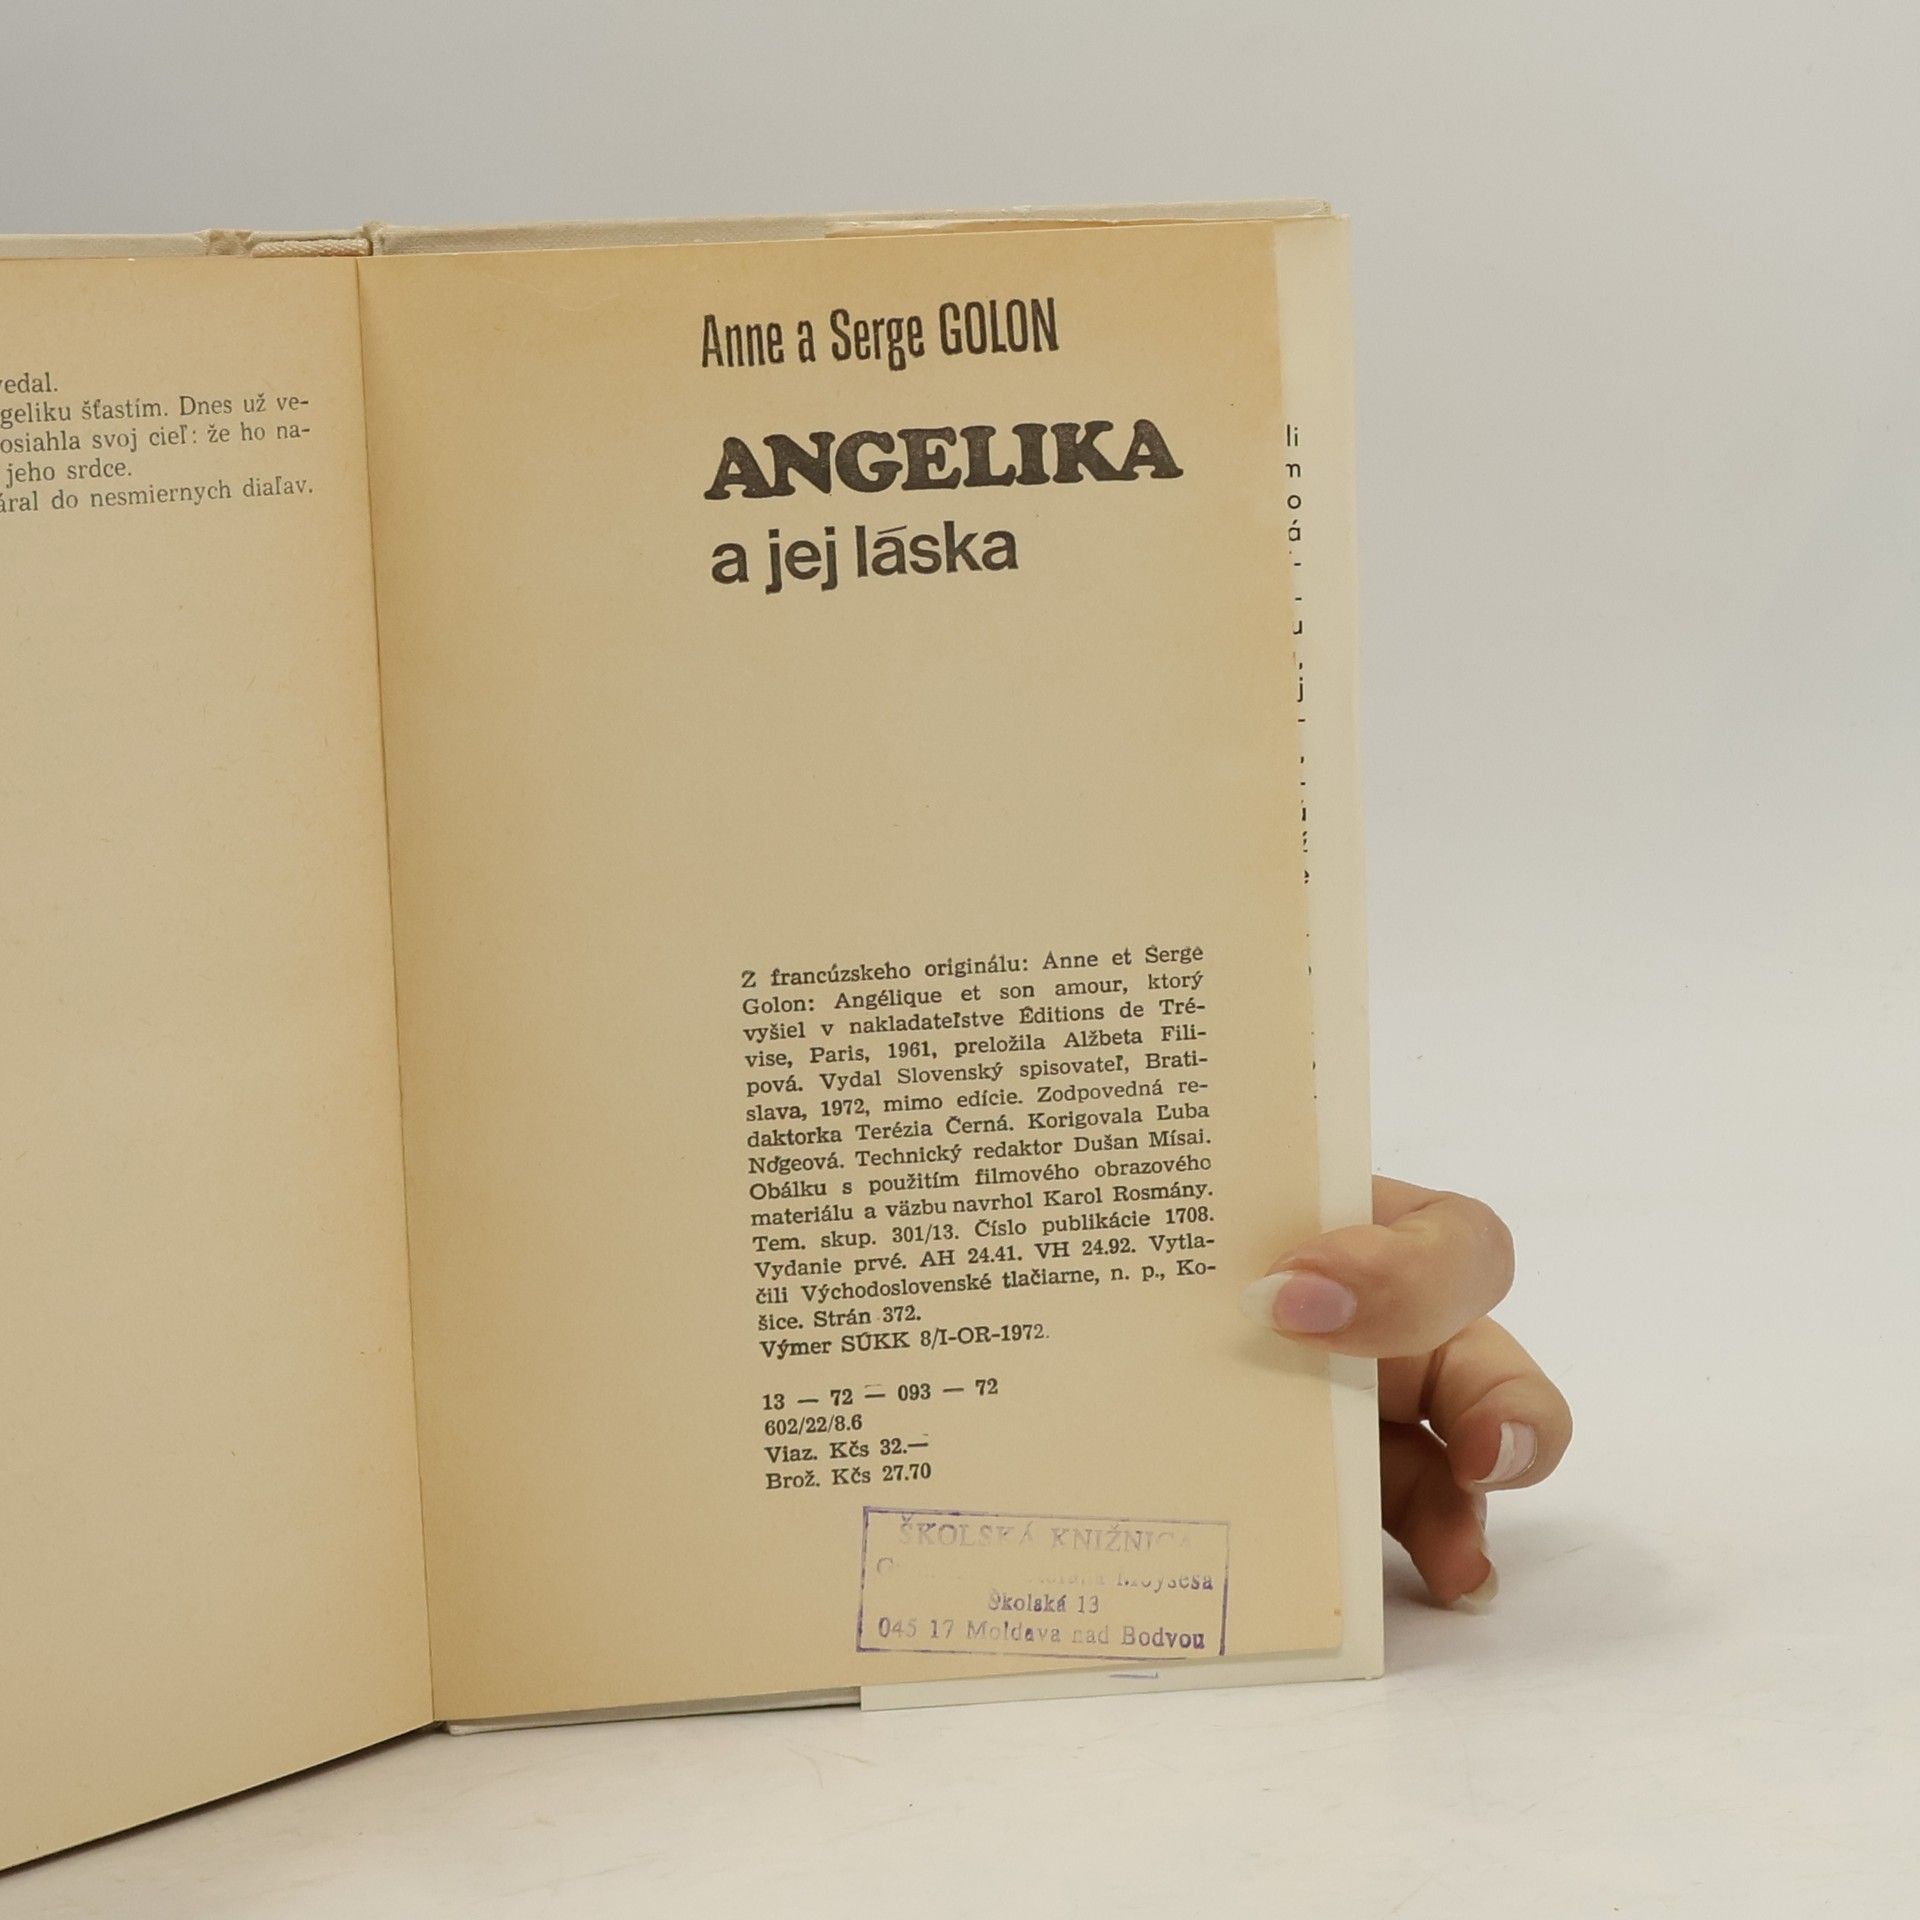 vedal.
geliku šťastím. Dnes už ve-
osiahla svoj cieľ: že ho na-
jeho srdce.
áral do nesmiernych diaľav.
Anne a Serge GOLON
ANGELIKA
a jej láska
Z francúzskeho originálu: Anne et Serge
Golon: Angélique et son amour, ktorý
vyšiel v nakladateľstve Éditions de Tré-
vise, Paris, 1961, preložila Alžbeta Fili-
pová. Vydal Slovenský spisovateľ, Brati-
slava, 1972, mimo edície. Zodpovedná re-
daktorka Terézia Černá. Korigovala Ľuba
Noґgeová. Technický redaktor Dušan Mísai.
Obálku s použitím filmového obrazového
materiálu a väzbu navrhol Karol Rosmány.
Tem. skup. 301/13. Číslo publikácie 1708.
Vydanie prvé. AH 24.41. VH 24.92. Vytla-
čili Východoslovenské tlačiarne, n. p., Ko-
šice. Strán 372.
Výmer SÚKK 8/I-OR-1972.
13 — 72 — 093 — 72
602/22/8.6
Viaz. Kčs 32.—
Brož. Kčs 27.70
ŠKOLSKÁ KNIŽNICA
Moysesa
Školská 13
045 17 Moldava nad Bodvou
li
m
o
á
-
-
u
,
j
-